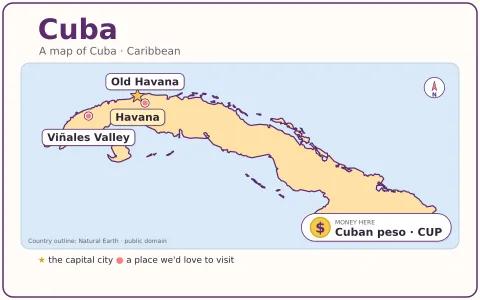 Cuba
A map of Cuba · Caribbean
Old Havana
N
Havana
Viñales Valley
$
MONEY HERE
Cuban peso · CUP
Country outline: Natural Earth · public domain
★ the capital city ● a place we'd love to visit